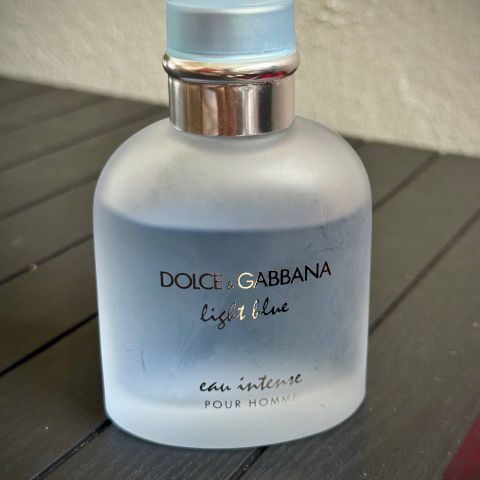 DOLCE & GABBANA
light blue
eau intense
POUR HOMME